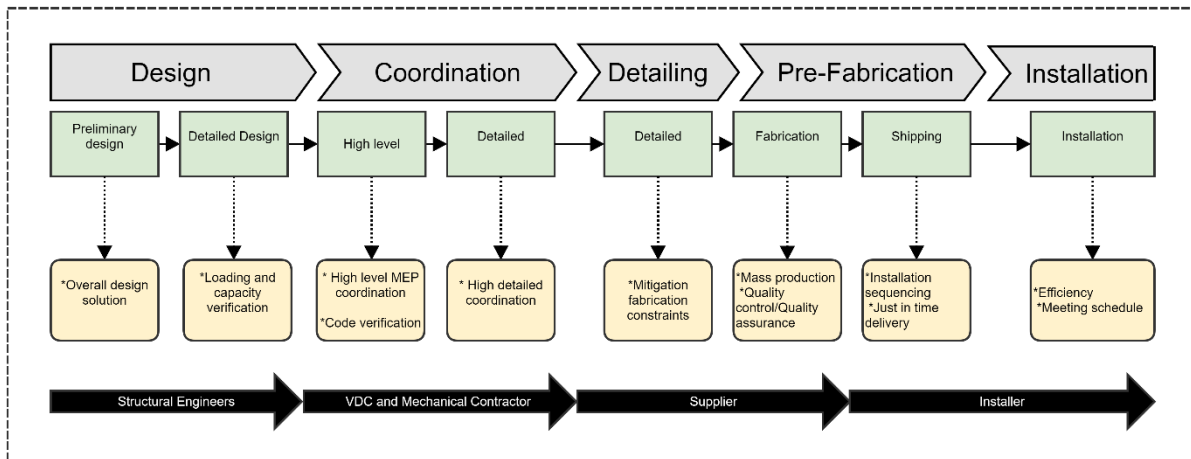 Design
Coordination
Detailing
Pre-Fabrication
Installation
Preliminary
design
Detailed Design
High level
Detailed
Detailed
Fabrication
Shipping
Installation
*Overall design
solution
*Loading and
capacity
verification
* High level MEP
coordination
*Code verification
* High detailed
coordination
*Mitigation
fabrication
constraints
*Mass production
*Quality
control/Quality
assurance
*Installation
sequencing
*Just in time
delivery
*Efficiency
*Meeting schedule
Structural Engineers
VDC and Mechanical Contractor
Supplier
Installer